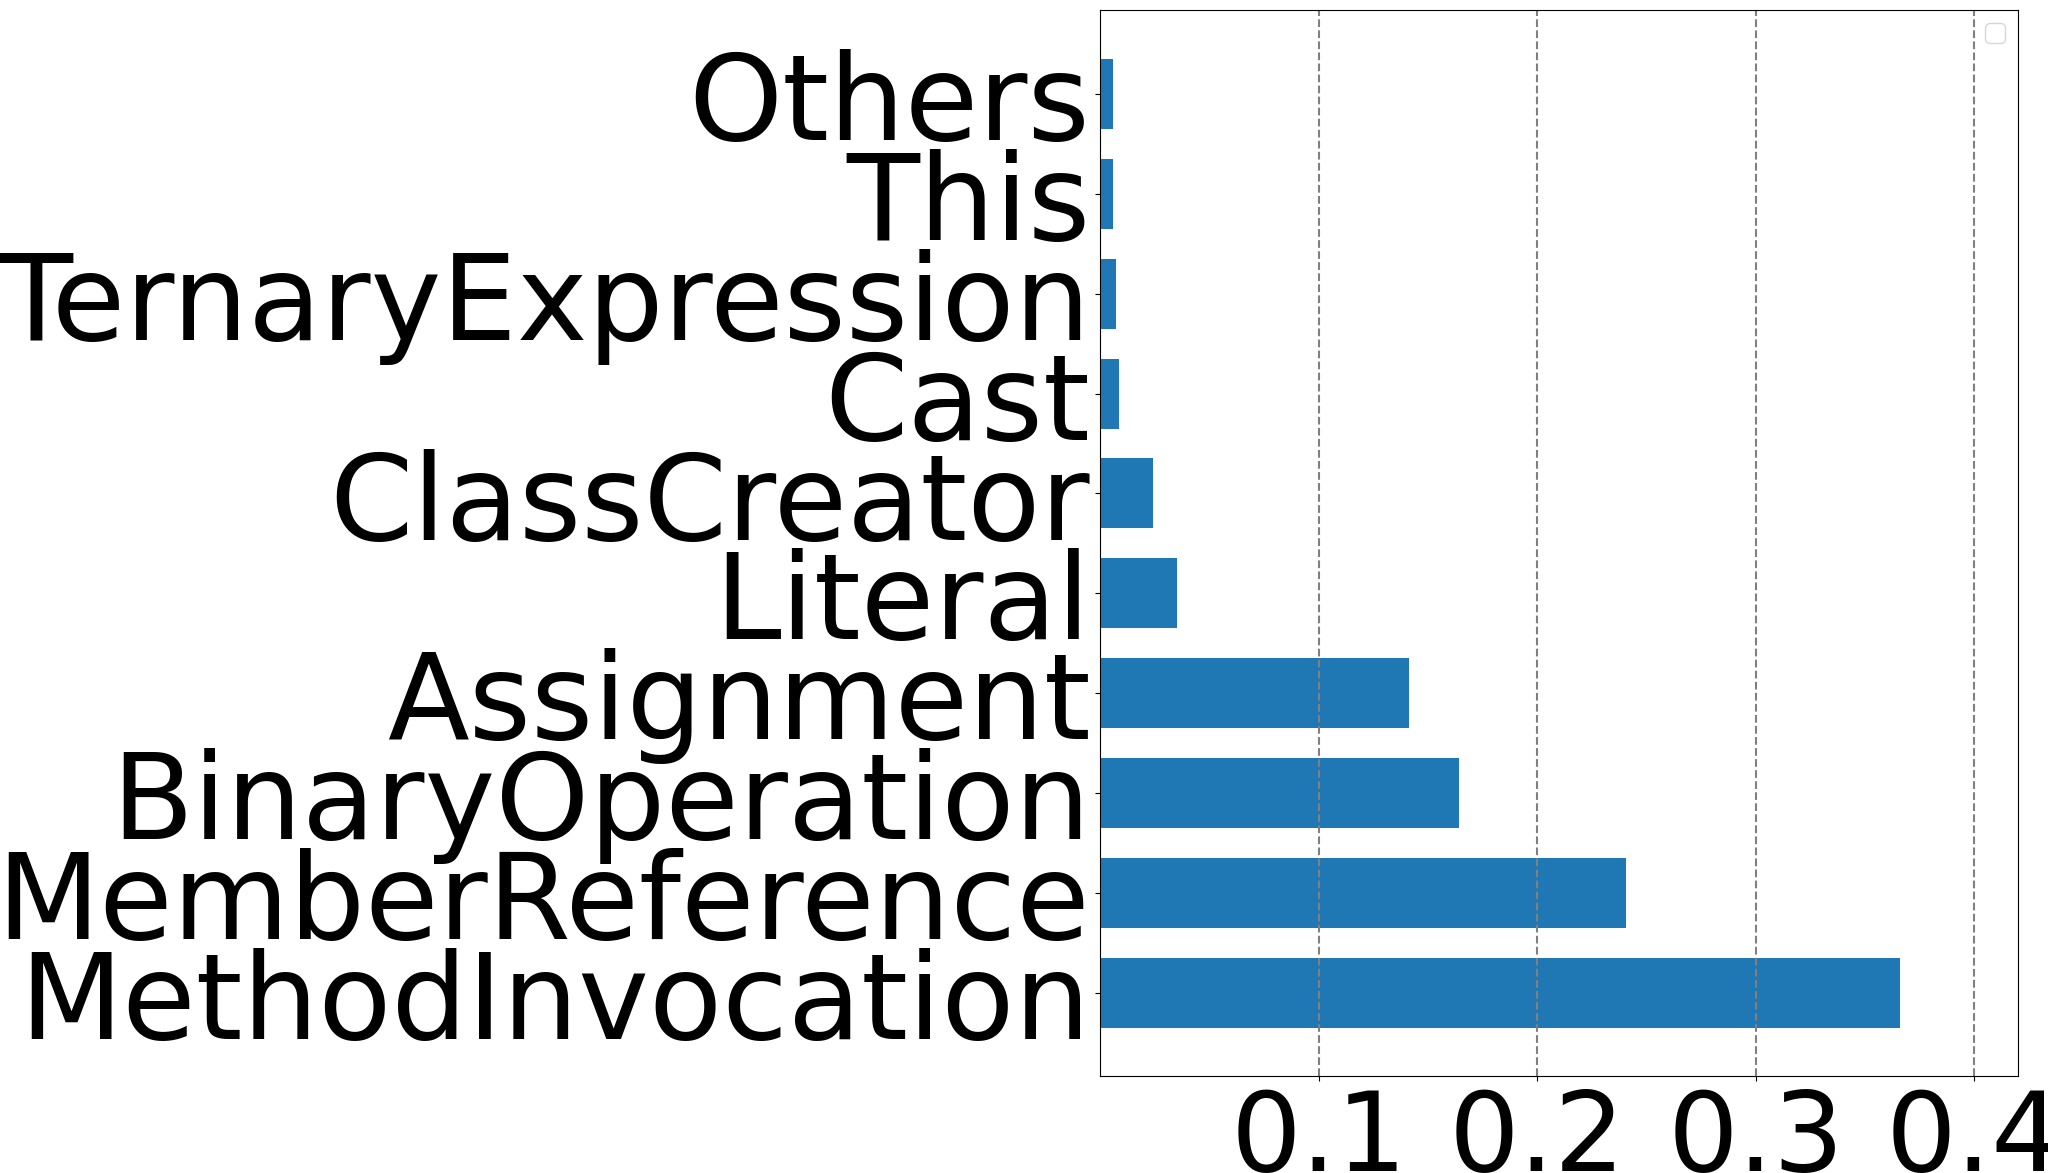 Others
This
TernaryExpression
Cast
ClassCreator
Literal
Assignment
BinaryOperation
MemberReference
MethodInvocation
0.1 0.2 0.3 0.4